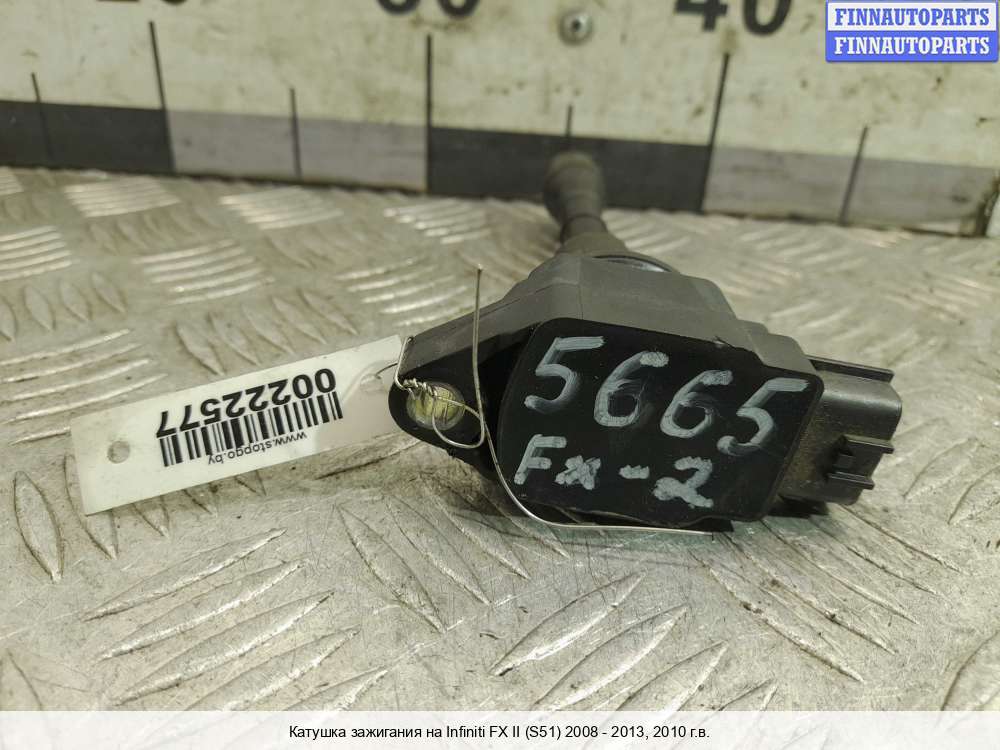 40
FINNAUTOPARTS
FINNAUTOPARTS
5665
Fx-2
00222577
www.stopgo.by
Катушка зажигания на Infiniti FX II (S51) 2008 - 2013, 2010 г.в.